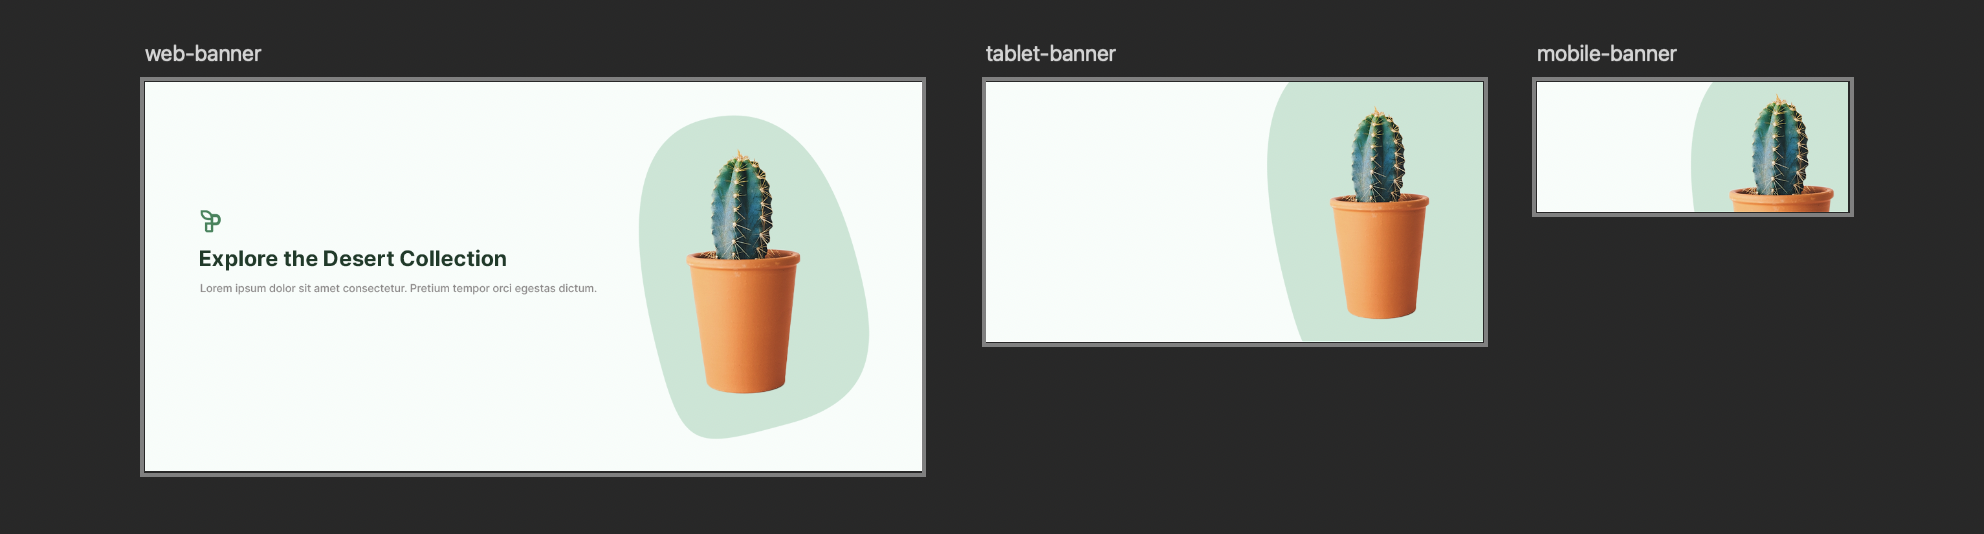 web-banner
tablet-banner
mobile-banner
Explore the Desert Collection
Lorem ipsum dolor sit amet consectetur. Pretium tempor orci egestas dictum.